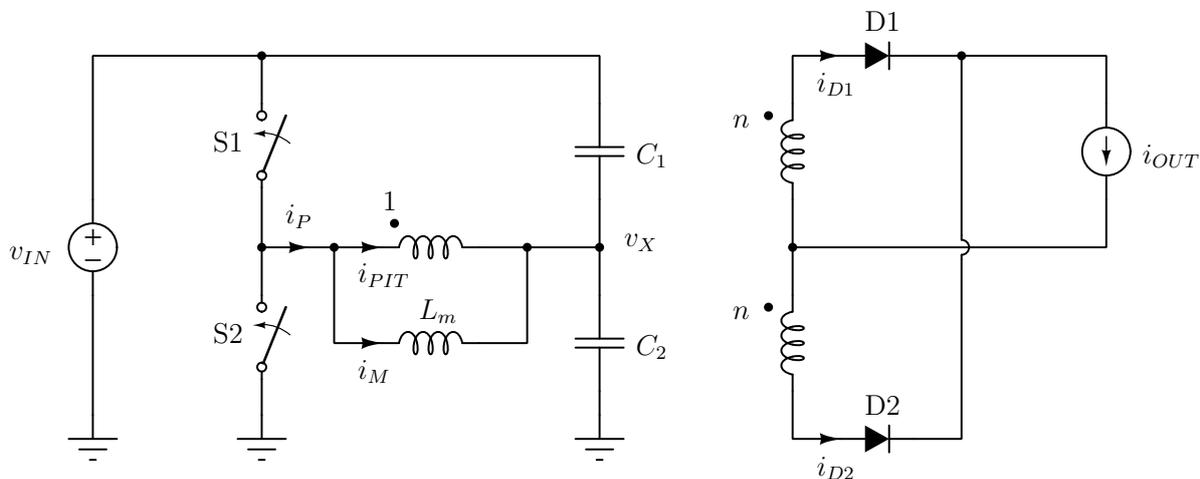 D1
i_{D1}
n
S1
C_1
i_{OUT}
1
i_P
v_X
v_{IN}
+
−
i_{PIT}
n
L_m
S2
C_2
i_M
D2
i_{D2}